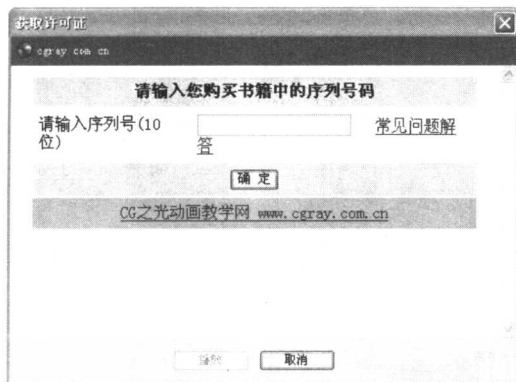 获取许可证
cgray com cn
请输入您购买书籍中的序列号码
请输入序列号(10 常见问题解
位) 答
确 定
CG之光动画教学网 www.cgray.com.cn
取消